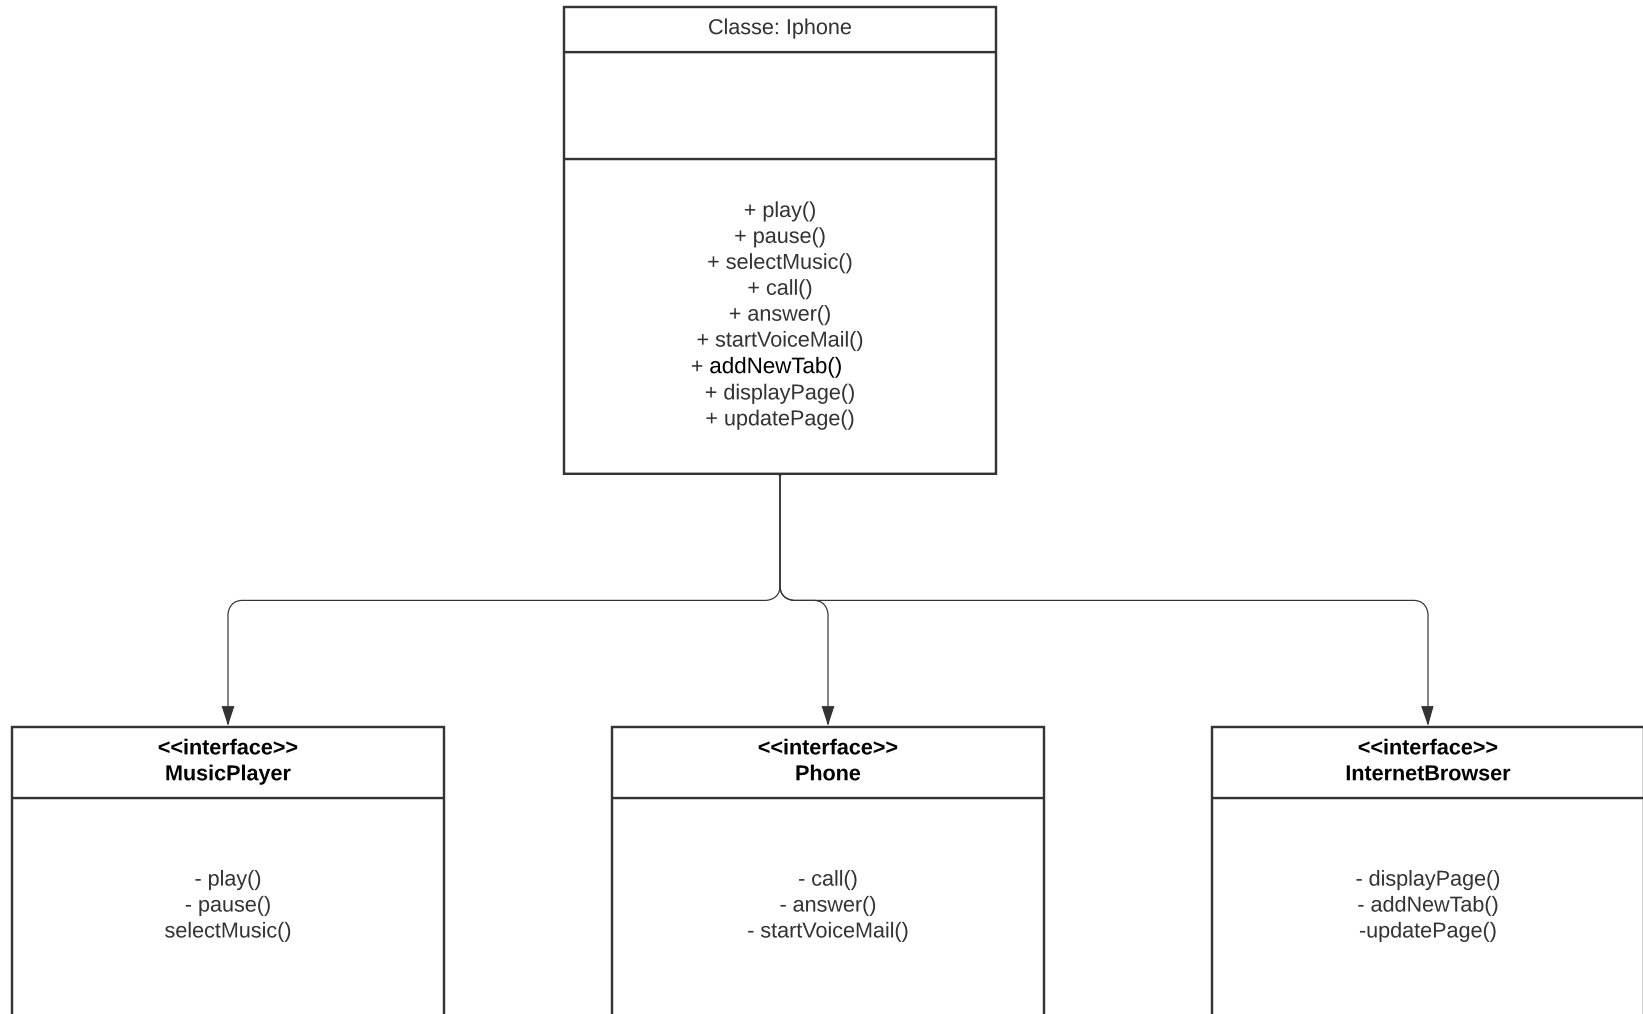 Classe: Iphone
+ play()
+ pause()
+ selectMusic()
+ call()
+ answer()
+ startVoiceMail()
+ addNewTab()
+ displayPage()
+ updatePage()
<<interface>>
MusicPlayer
- play()
- pause()
selectMusic()
<<interface>>
Phone
- call()
- answer()
- startVoiceMail()
<<interface>>
InternetBrowser
- displayPage()
- addNewTab()
-updatePage()